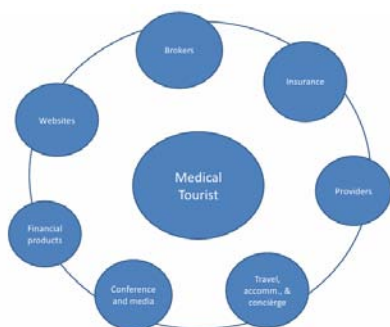 Brokers
Insurance
Websites
Medical
Tourist
Providers
Financial
products
Conference
and media
Travel,
accomm., &
concièrge